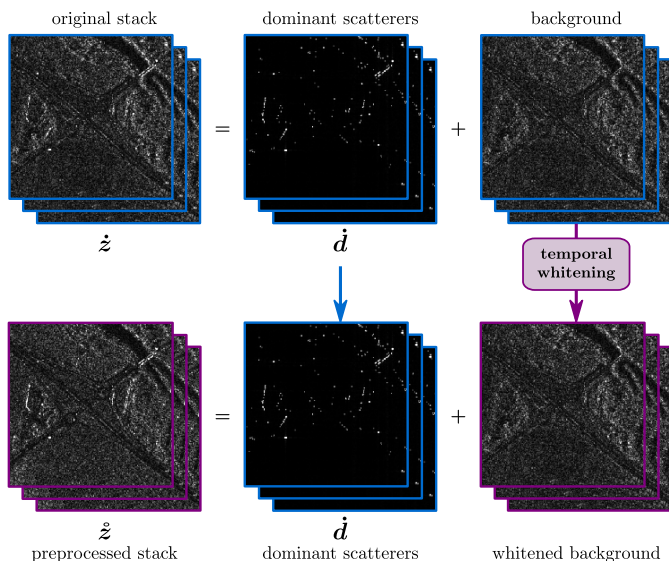 original stack dominant scatterers background
= +
ż ḋ
temporal
whitening
= +
z̊ ḋ
preprocessed stack dominant scatterers whitened background